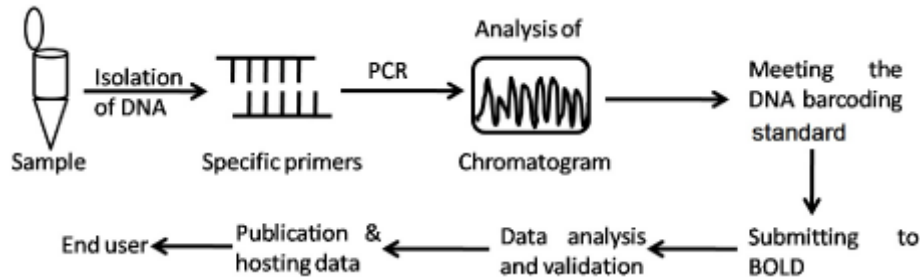 Isolation
of DNA
Sample
Specific primers
PCR
Analysis of
Chromatogram
Meeting the
DNA barcoding
standard
Submitting to
BOLD
Data analysis
and validation
Publication &
hosting data
End user